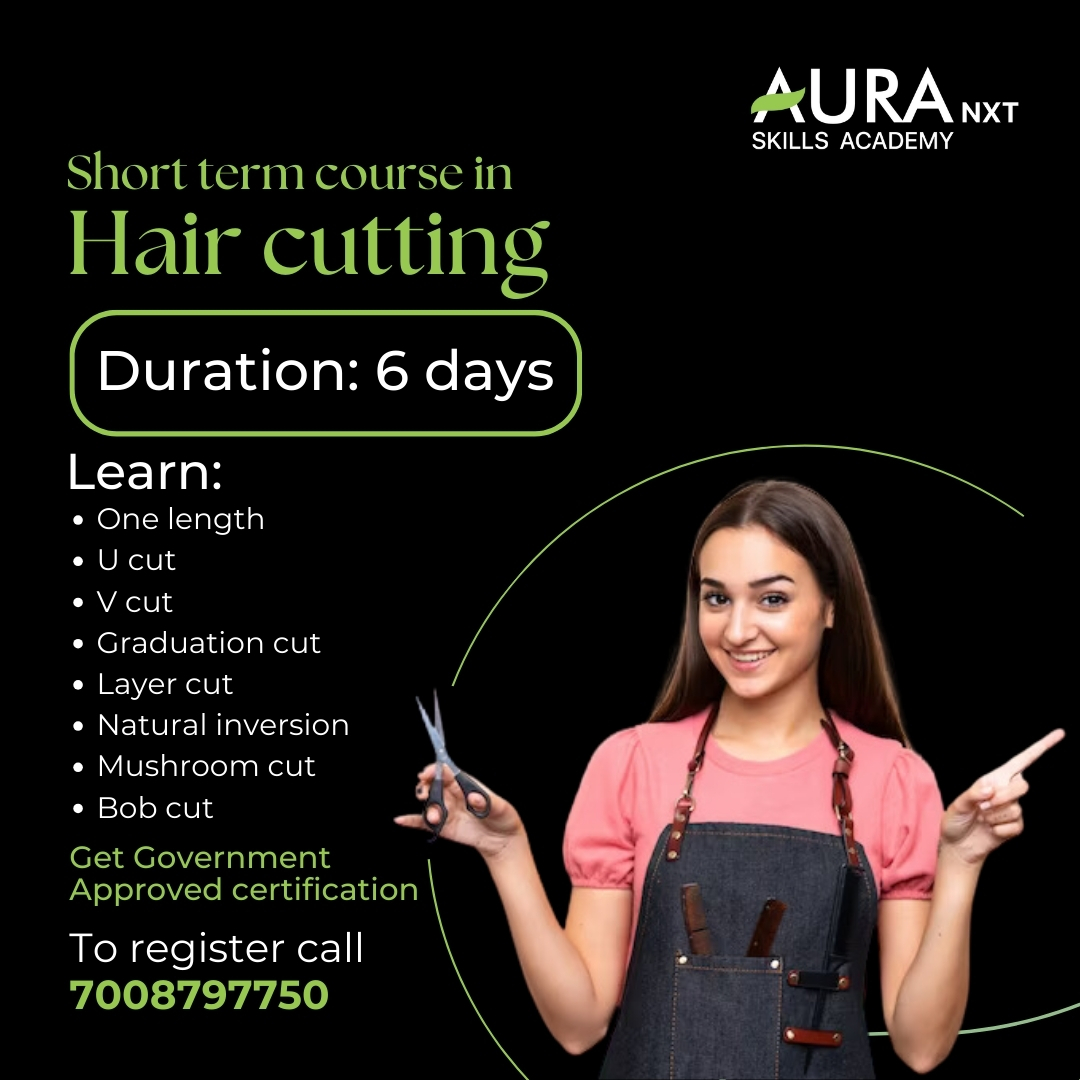 AURA NXT
SKILLS ACADEMY
Short term course in
Hair cutting
Duration: 6 days
Learn:
• One length
• U cut
• V cut
• Graduation cut
• Layer cut
• Natural inversion
• Mushroom cut
• Bob cut
Get Government
Approved certification
To register call
7008797750